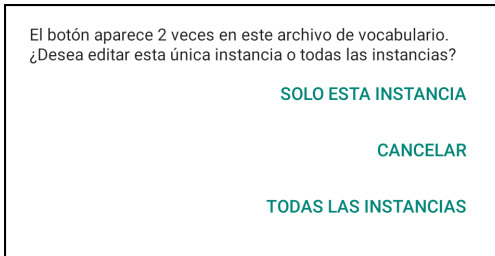 El botón aparece 2 veces en este archivo de vocabulario.
¿Desea editar esta única instancia o todas las instancias?
SOLO ESTA INSTANCIA
CANCELAR
TODAS LAS INSTANCIAS